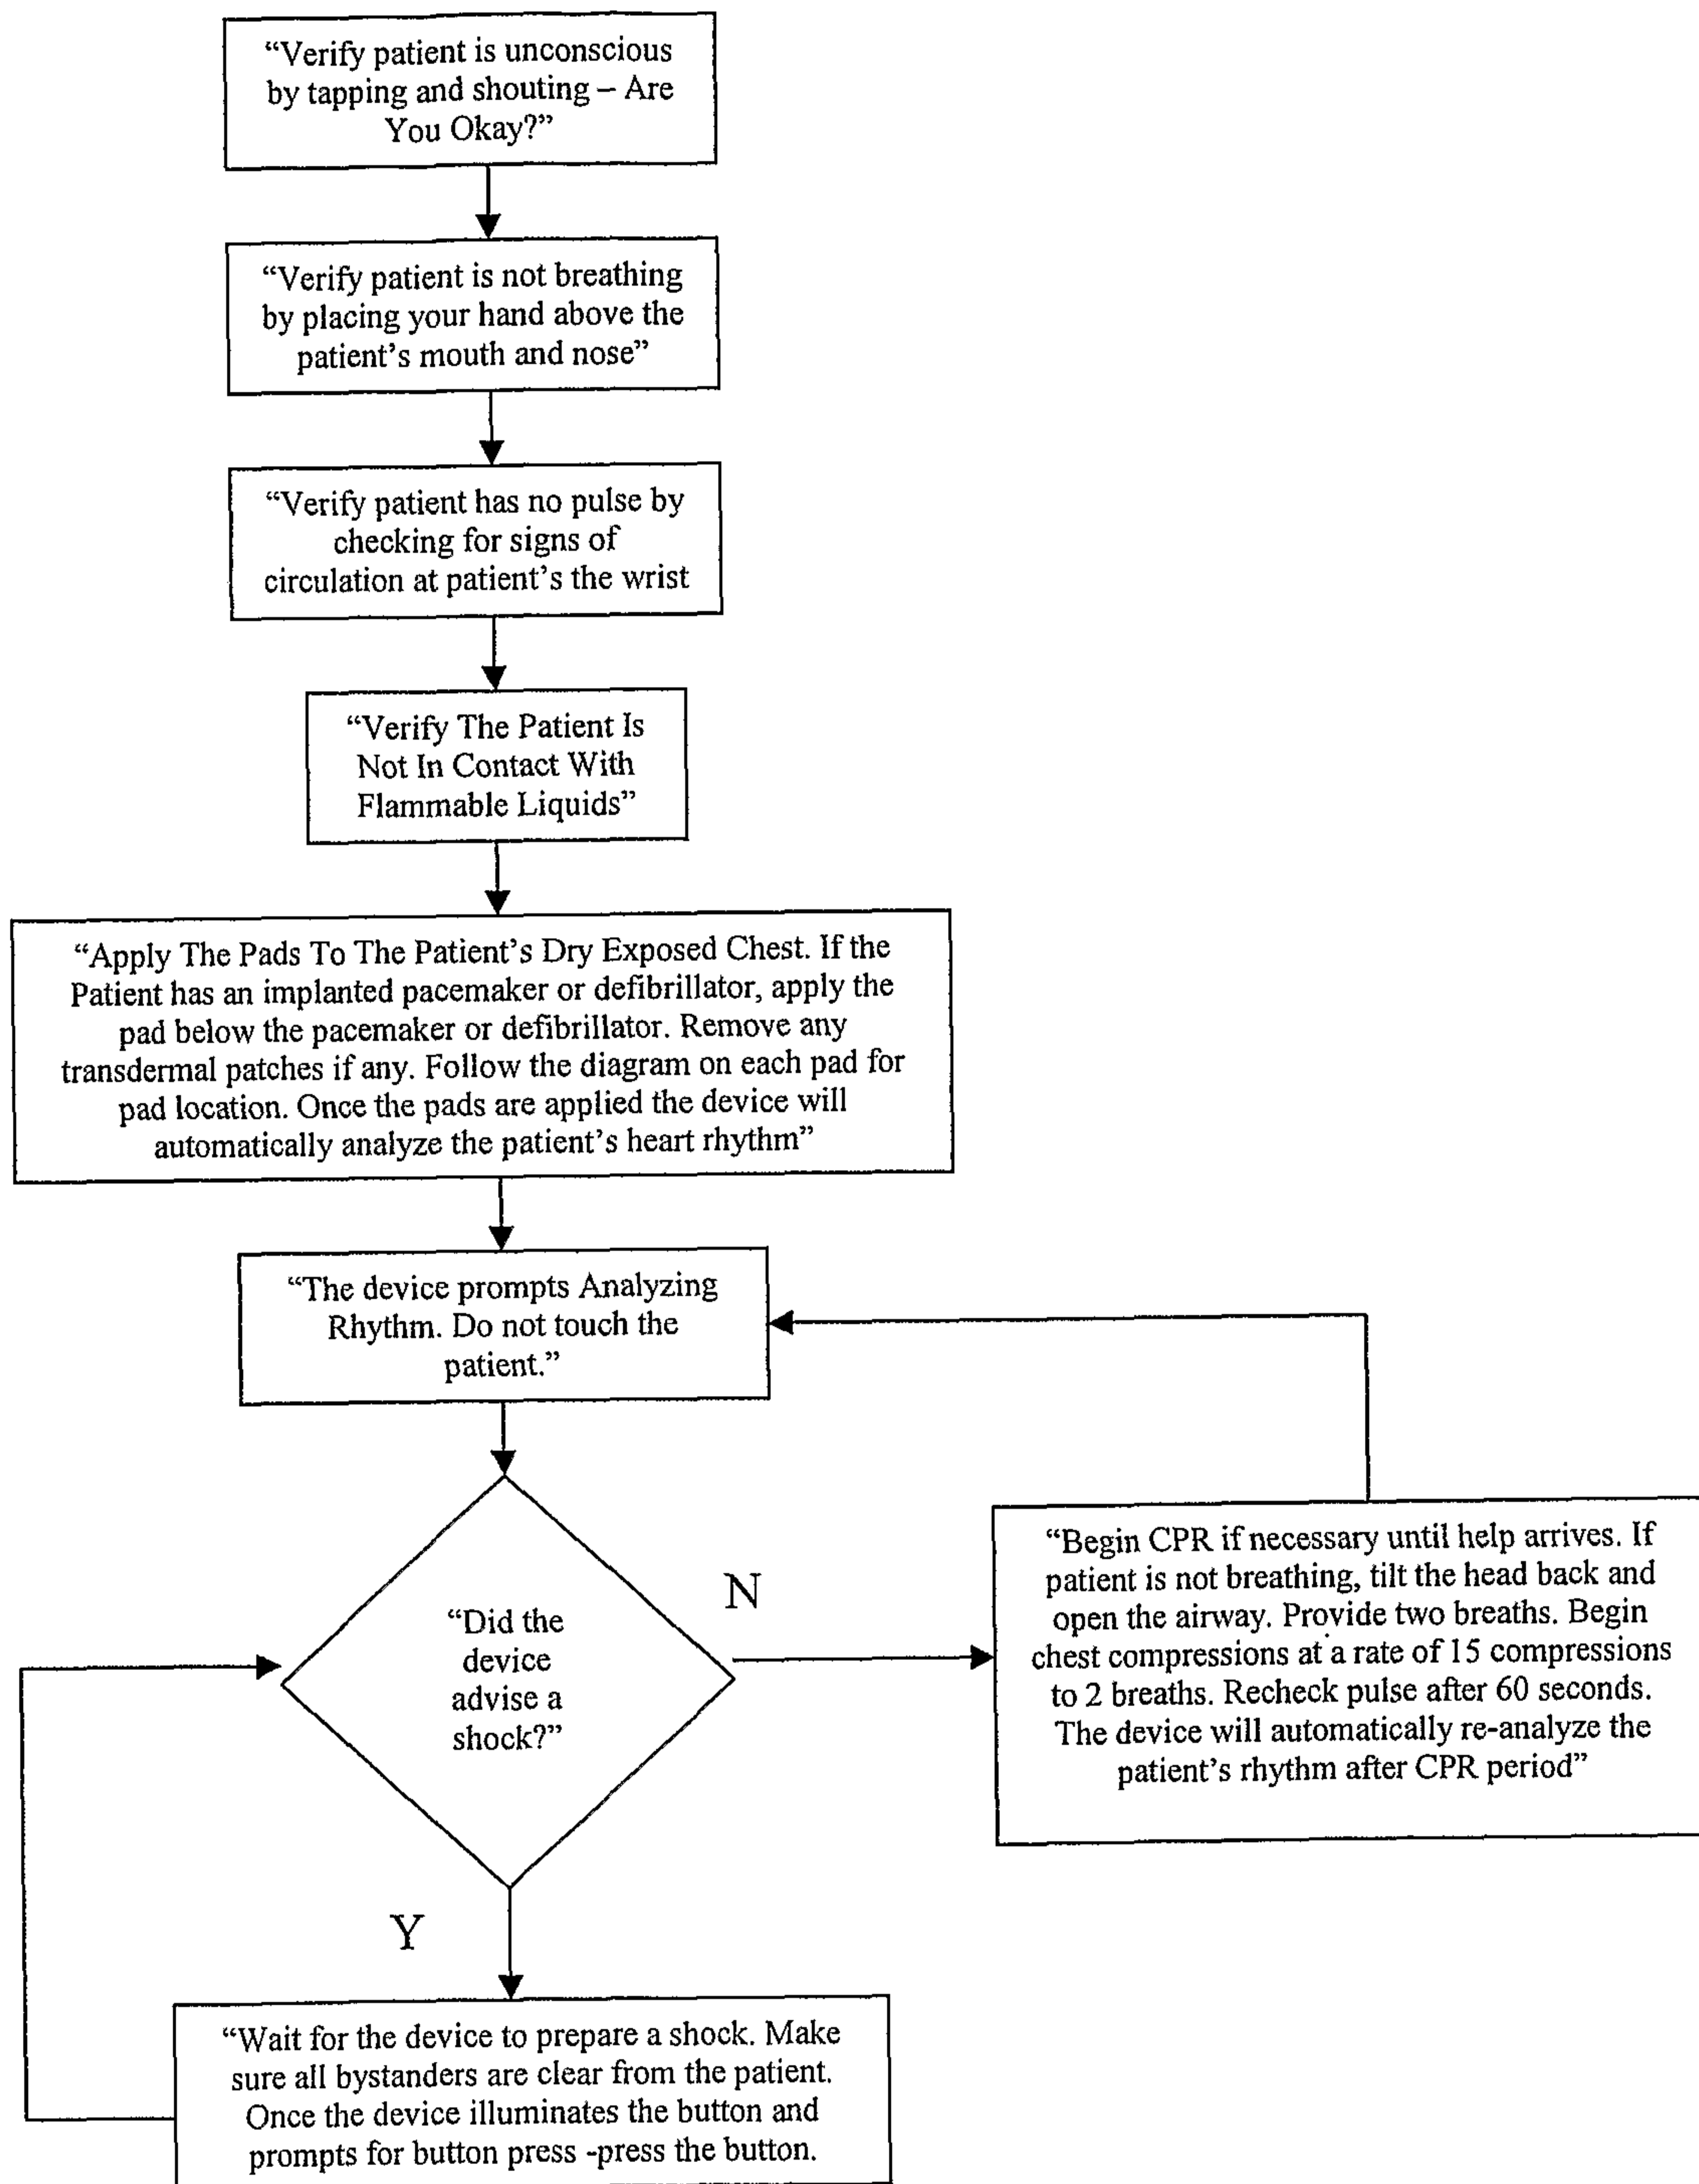 “Verify patient is unconscious
by tapping and shouting – Are
You Okay?”
“Verify patient is not breathing
by placing your hand above the
patient’s mouth and nose”
“Verify patient has no pulse by
checking for signs of
circulation at patient’s the wrist
“Verify The Patient Is
Not In Contact With
Flammable Liquids”
“Apply The Pads To The Patient’s Dry Exposed Chest. If the
Patient has an implanted pacemaker or defibrillator, apply the
pad below the pacemaker or defibrillator. Remove any
transdermal patches if any. Follow the diagram on each pad for
pad location. Once the pads are applied the device will
automatically analyze the patient’s heart rhythm”
“The device prompts Analyzing
Rhythm. Do not touch the
patient.”
“Did the
device
advise a
shock?”
N
“Begin CPR if necessary until help arrives. If
patient is not breathing, tilt the head back and
open the airway. Provide two breaths. Begin
chest compressions at a rate of 15 compressions
to 2 breaths. Recheck pulse after 60 seconds.
The device will automatically re-analyze the
patient’s rhythm after CPR period”
Y
“Wait for the device to prepare a shock. Make
sure all bystanders are clear from the patient.
Once the device illuminates the button and
prompts for button press -press the button.